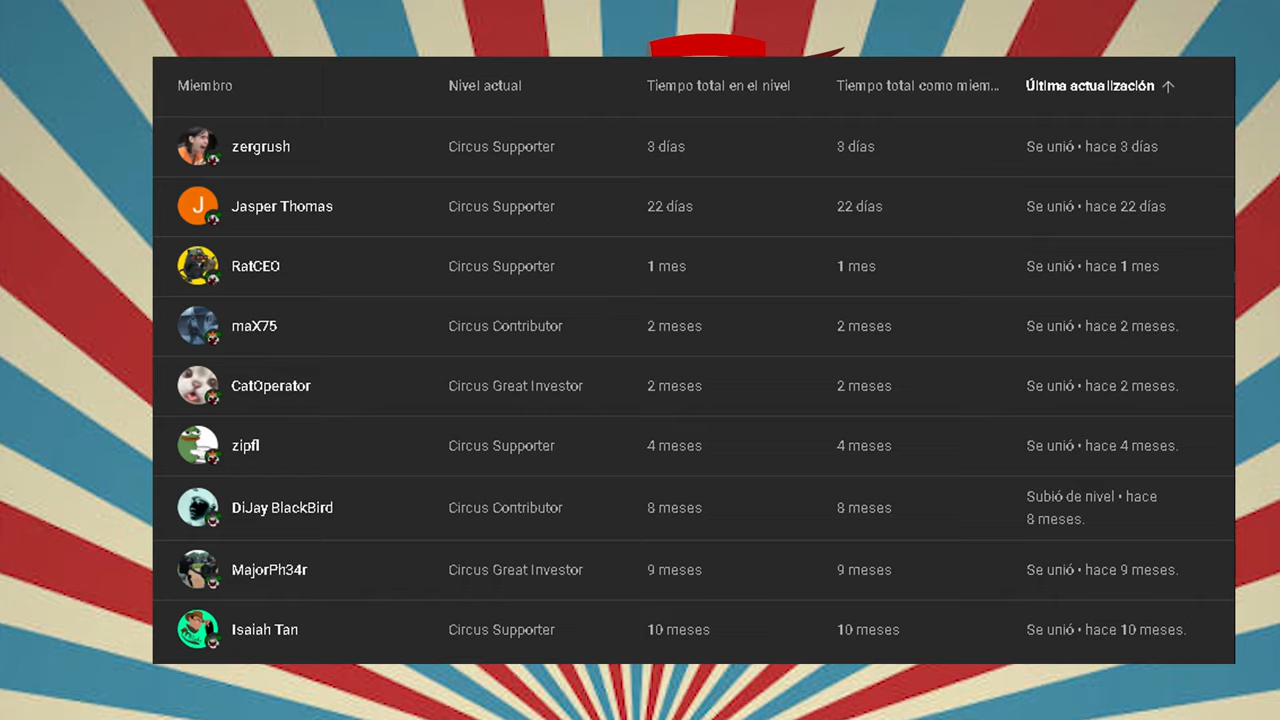 Miembro Nivel actual Tiempo total en el nivel Tiempo total como miem... Última actualización ↑
zergrush Circus Supporter 3 días 3 días Se unió • hace 3 días
J Jasper Thomas Circus Supporter 22 días 22 días Se unió • hace 22 días
RatCEO Circus Supporter 1 mes 1 mes Se unió • hace 1 mes
maX75 Circus Contributor 2 meses 2 meses Se unió • hace 2 meses.
CatOperator Circus Great Investor 2 meses 2 meses Se unió • hace 2 meses.
zipfl Circus Supporter 4 meses 4 meses Se unió • hace 4 meses.
DiJay BlackBird Circus Contributor 8 meses 8 meses Subió de nivel • hace
8 meses.
MajorPh34r Circus Great Investor 9 meses 9 meses Se unió • hace 9 meses.
Isaiah Tan Circus Supporter 10 meses 10 meses Se unió • hace 10 meses.